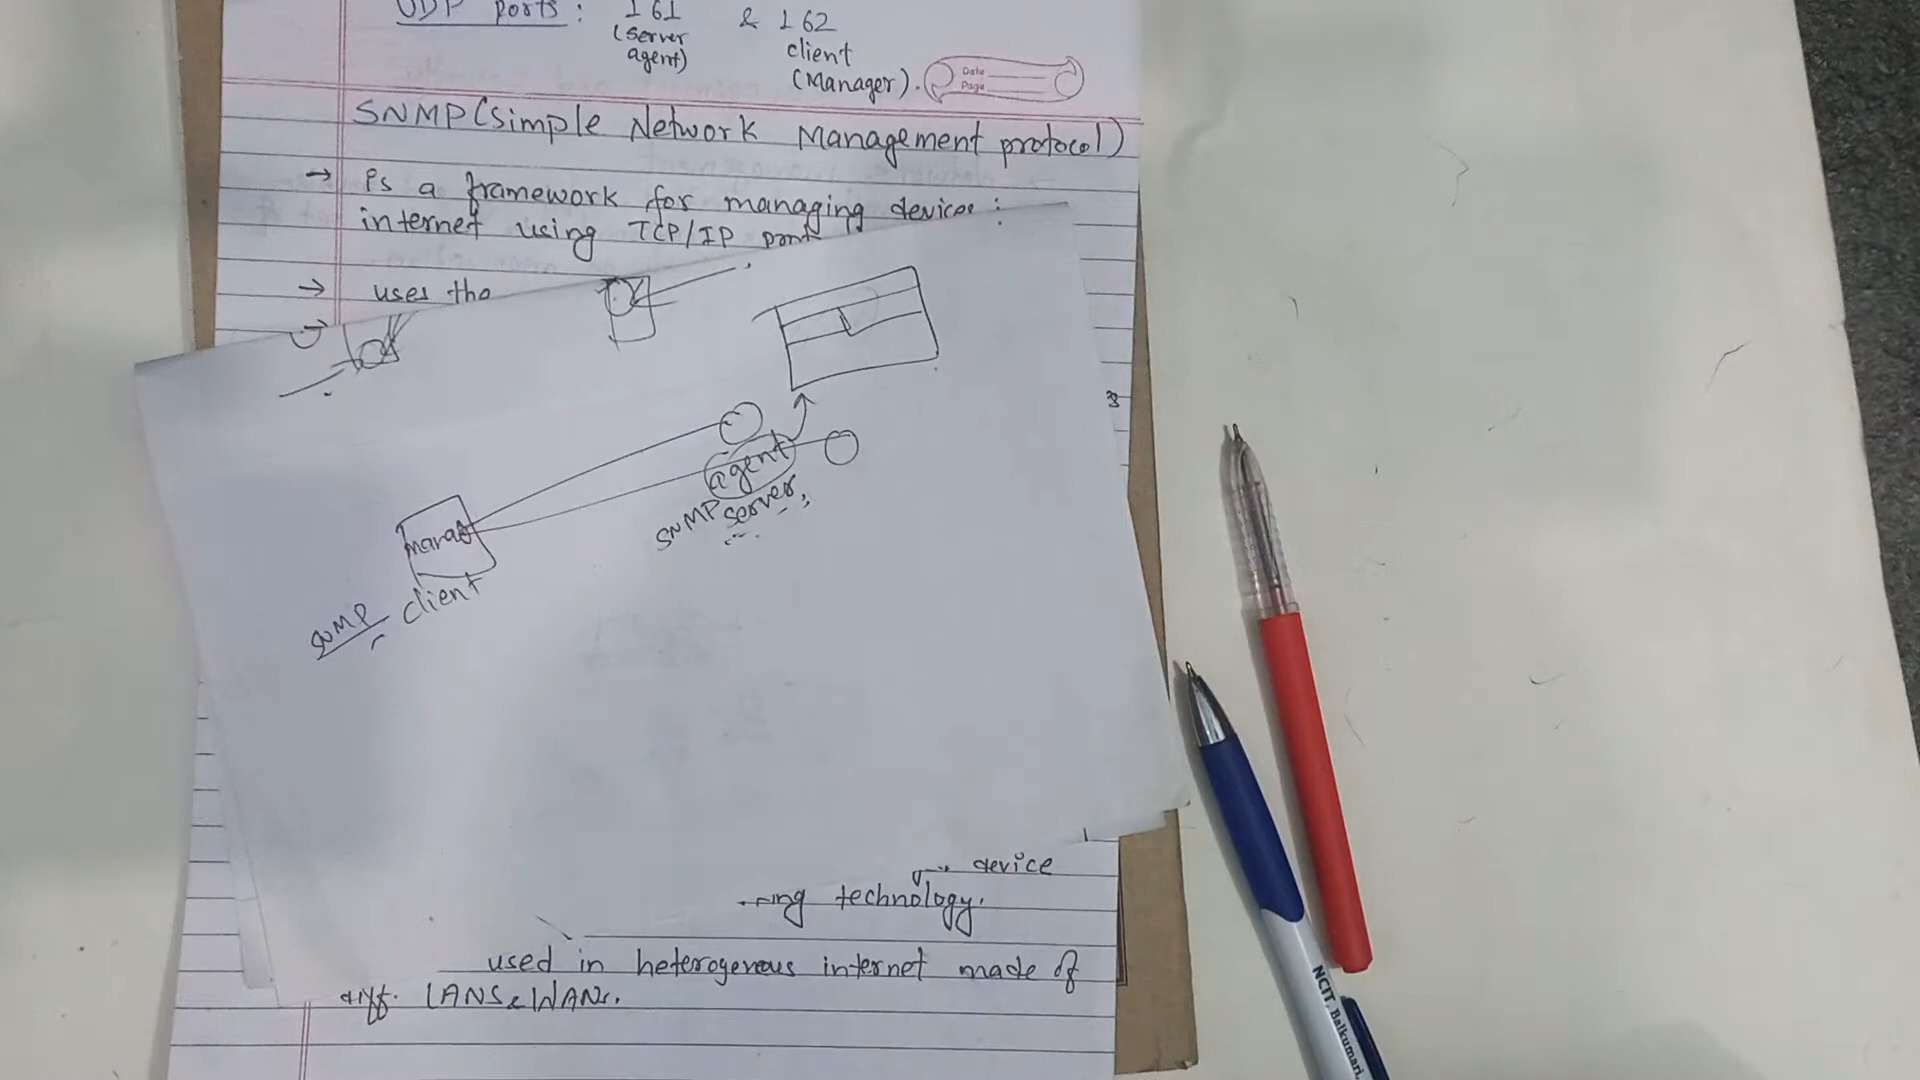 UDP ports: 161 & 162
(server client
agent) (Manager).
Date
Page
SNMP (Simple Network Management protocol)
→ is a framework for managing devices
internet using TCP/IP
→ uses the
→
agent
SNMP server,
SNMP client
device
technology.
used in heterogeneous internet made of
diff. LANS & WANs.
NCIT, Balkumari,